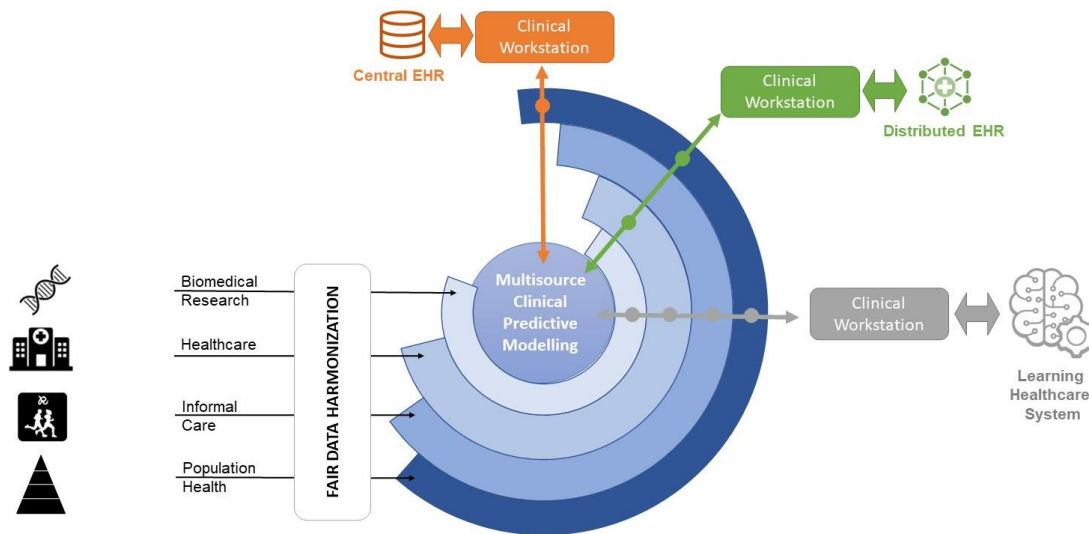 Clinical
Workstation
Central EHR
Clinical
Workstation
Distributed EHR
Multisource
Clinical
Predictive
Modelling
Clinical
Workstation
Learning
Healthcare
System
Biomedical
Research
Healthcare
Informal
Care
Population
Health
FAIR DATA HARMONIZATION